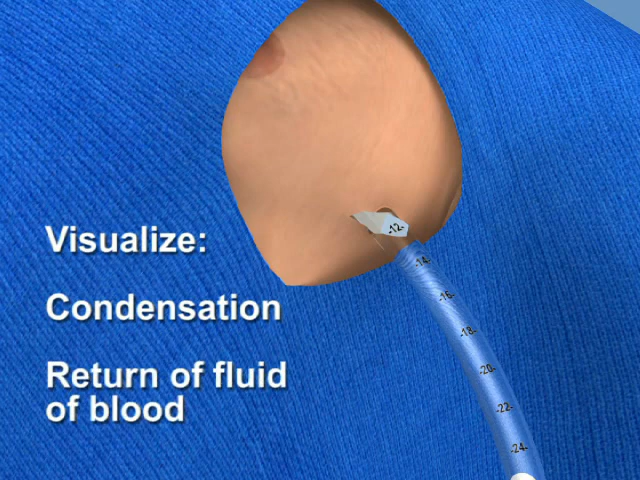 Visualize:
Condensation
Return of fluid
of blood
-12-
-14-
-16-
-18-
-20-
-22-
-24-